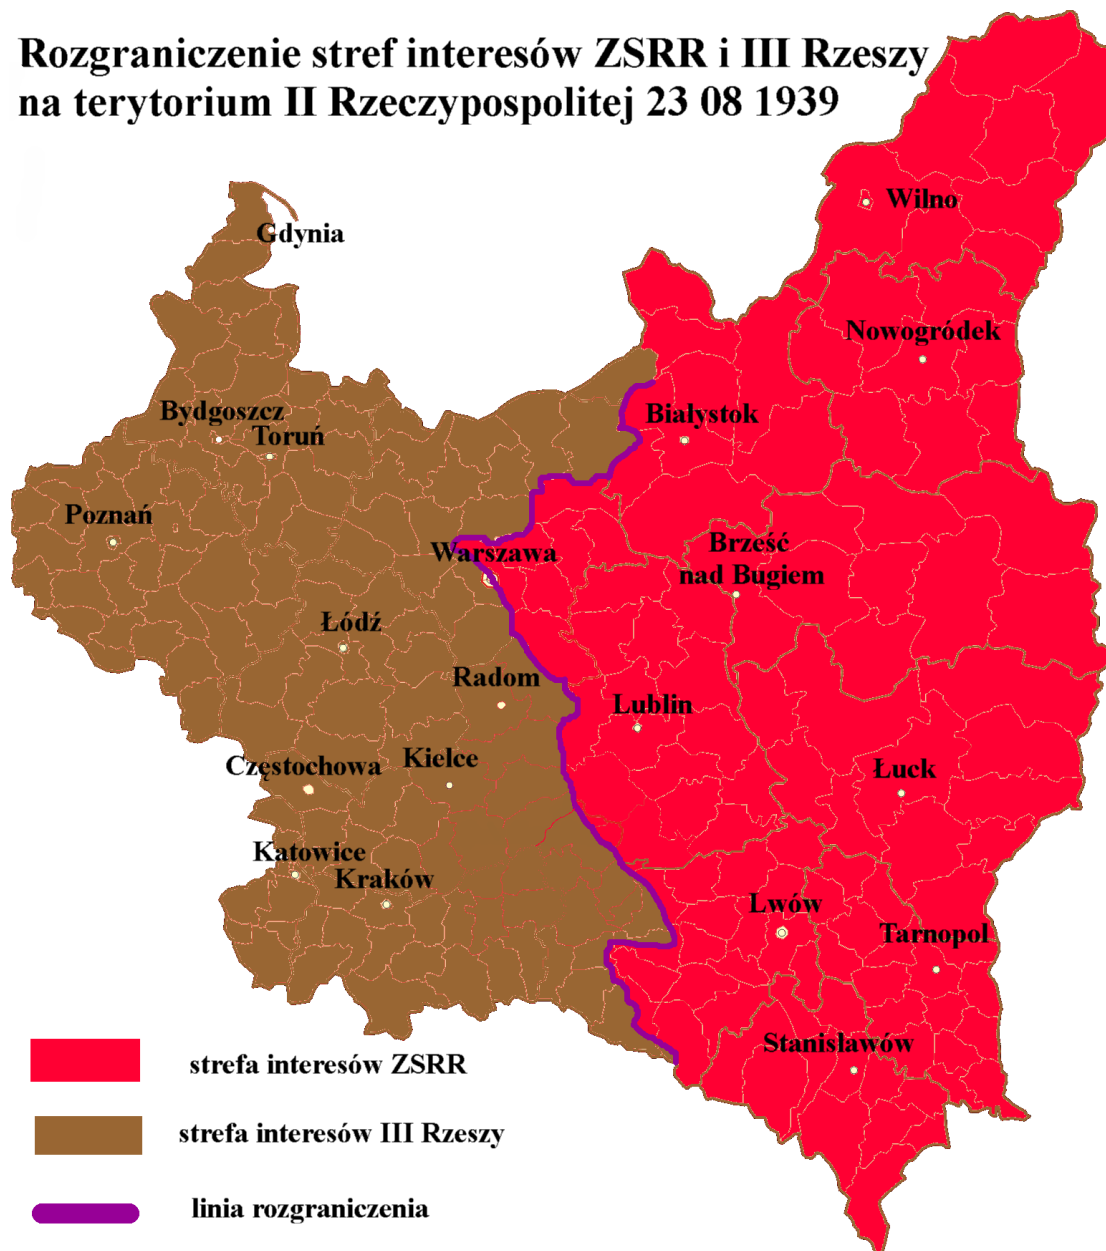 Rozgraniczenie stref interesów ZSRR i III Rzeszy
na terytorium II Rzeczypospolitej 23 08 1939
Wilno
Gdynia
Nowogródek
Bydgoszcz
Białystok
Toruń
Poznań
Warszawa
Brześć
nad Bugiem
Łódź
Radom
Lublin
Częstochowa
Kielce
Łuck
Katowice
Kraków
Lwów
Tarnopol
Stanisławów
strefa interesów ZSRR
strefa interesów III Rzeszy
linia rozgraniczenia